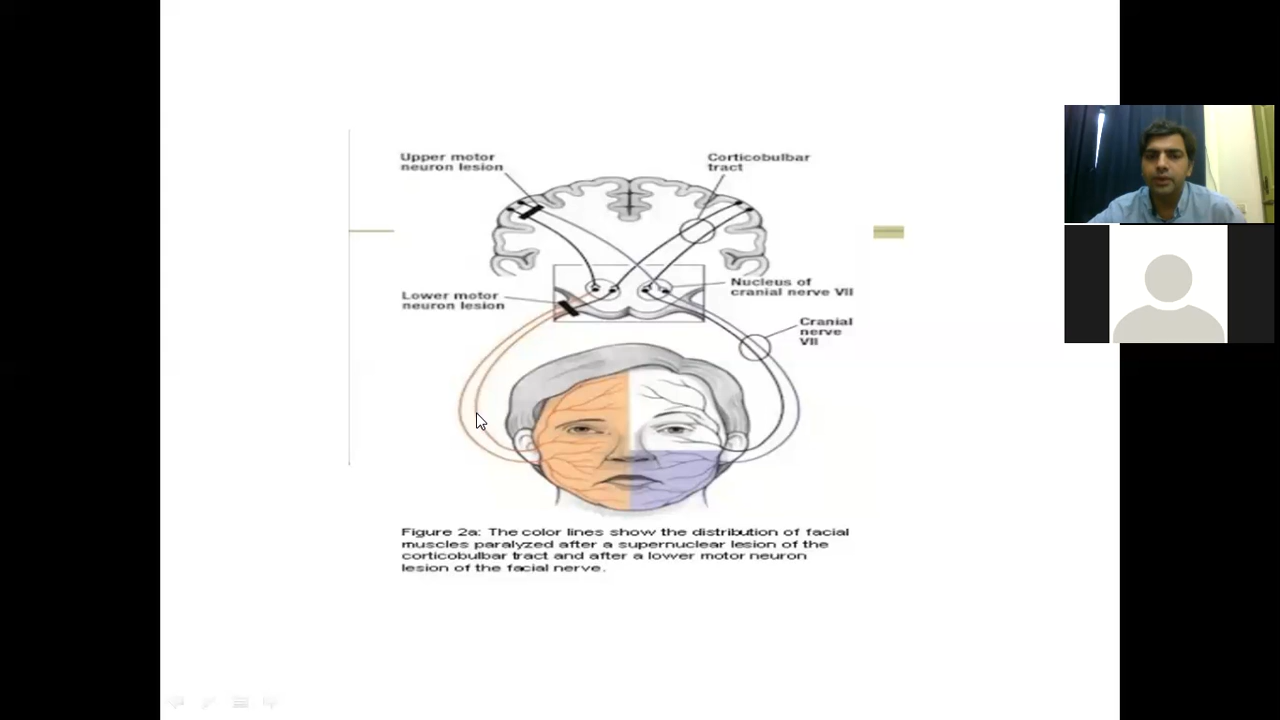 Upper motor
neuron lesion
Corticobulbar
tract
Lower motor
neuron lesion
Nucleus of
cranial nerve VII
Cranial
nerve
VII
Figure 2a: The color lines show the distribution of facial
muscles paralyzed after a supernuclear lesion of the
corticobulbar tract and after a lower motor neuron
lesion of the facial nerve.